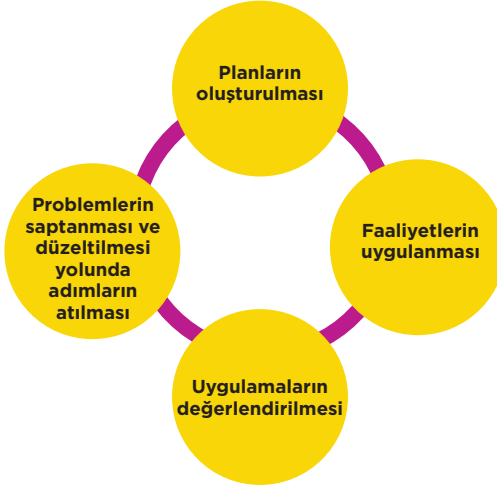 Planların
oluşturulması
Faaliyetlerin
uygulanması
Uygulamaların
değerlendirilmesi
Problemlerin
saptanması ve
düzeltilmesi
yolunda
adımların
atılması